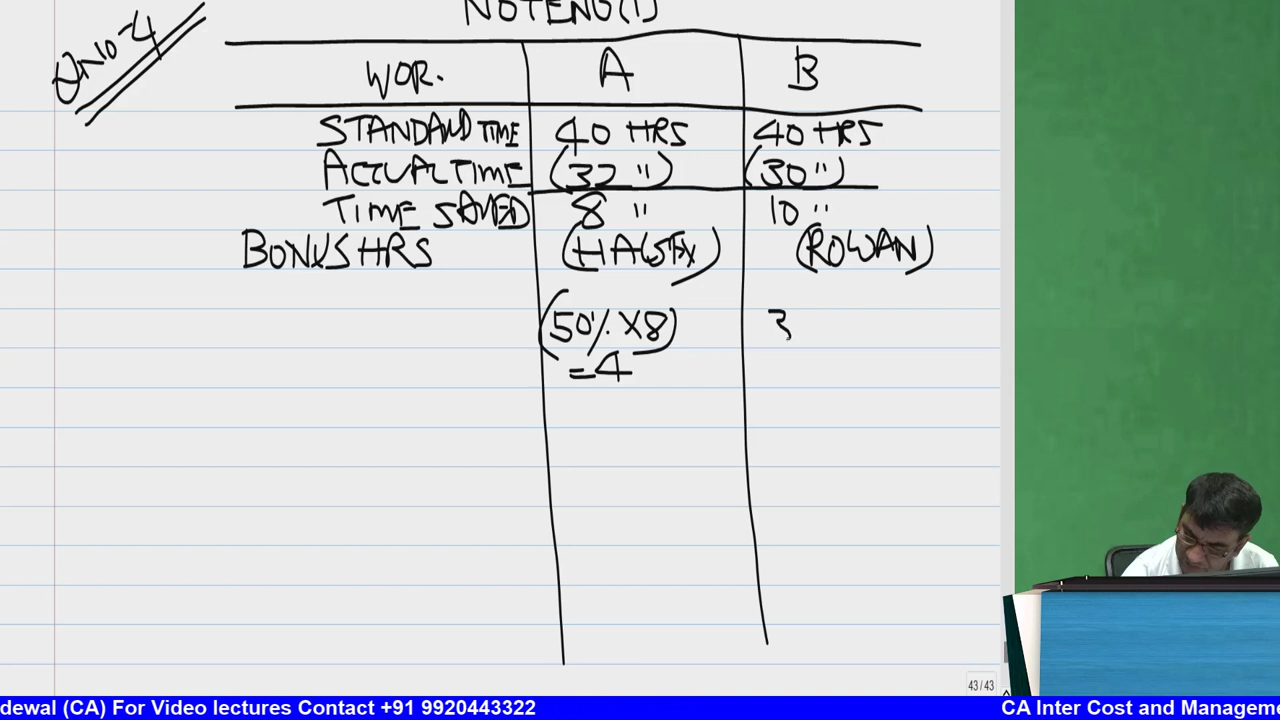 NOTENO(1)
Q NO-4
WOR. A B
STANDARD TIME 40 HRS 40 HRS
ACTUAL TIME (32 ") (30 ")
TIME SAVED 8 " 10 "
BONUS HRS (HALSEY) (ROWAN)
(50% X8) 3
=4
43/43
dewal (CA) For Video lectures Contact +91 9920443322 CA Inter Cost and Manageme